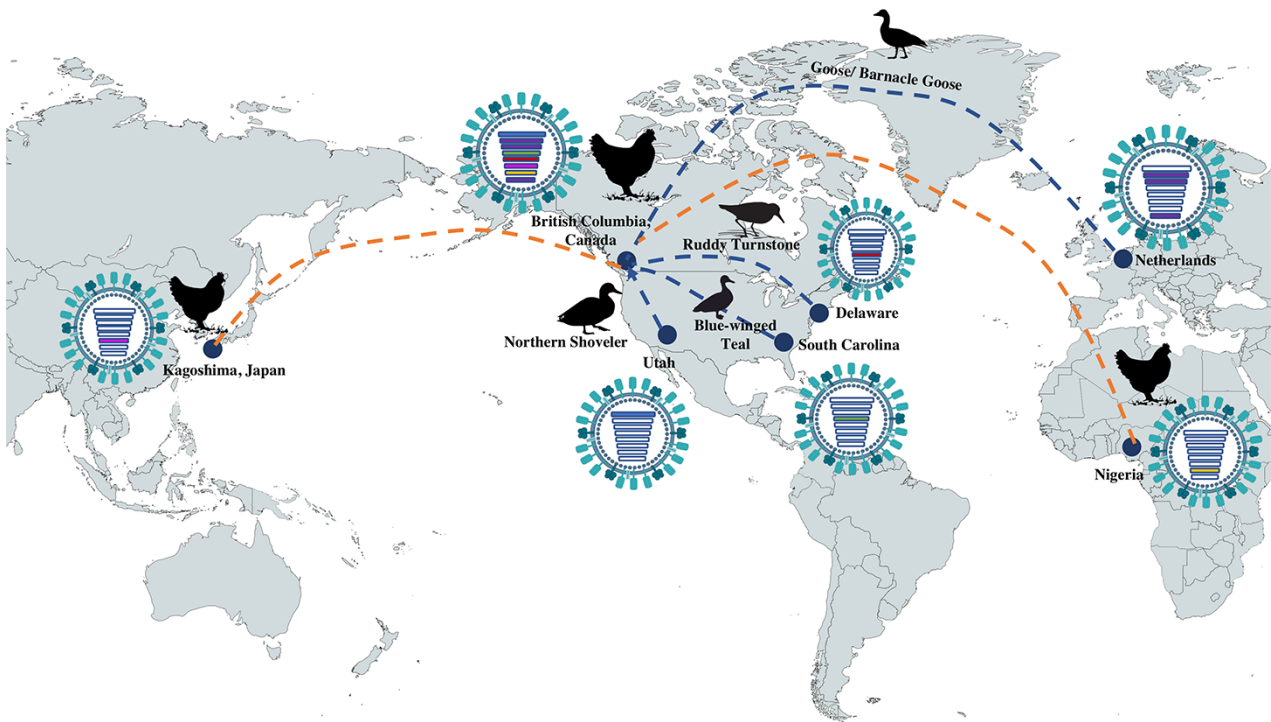 Goose/ Barnacle Goose
British Columbia,
Canada
Ruddy Turnstone
Netherlands
Delaware
Northern Shoveler
Blue-winged
Teal
South Carolina
Utah
Kagoshima, Japan
Nigeria